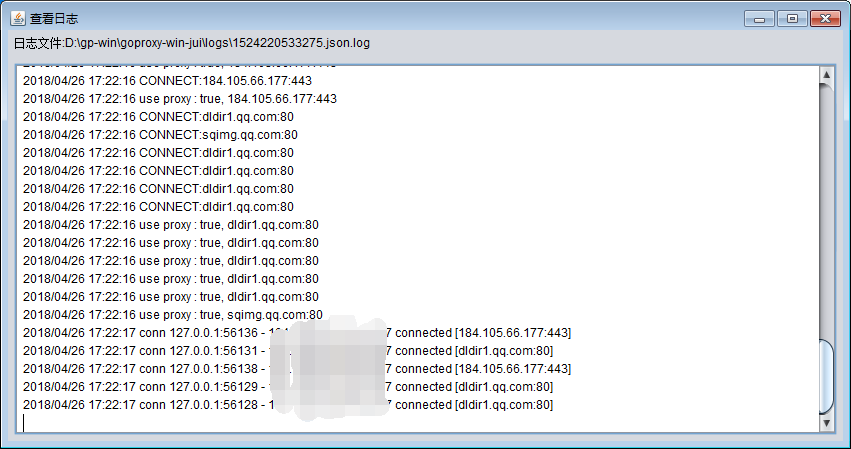 查看日志
日志文件:D:\gp-win\goproxy-win-jui\logs\1524220533275.json.log
2018/04/26 17:22:16 CONNECT:184.105.66.177:443
2018/04/26 17:22:16 use proxy : true, 184.105.66.177:443
2018/04/26 17:22:16 CONNECT:dldir1.qq.com:80
2018/04/26 17:22:16 CONNECT:sqimg.qq.com:80
2018/04/26 17:22:16 CONNECT:dldir1.qq.com:80
2018/04/26 17:22:16 CONNECT:dldir1.qq.com:80
2018/04/26 17:22:16 CONNECT:dldir1.qq.com:80
2018/04/26 17:22:16 CONNECT:dldir1.qq.com:80
2018/04/26 17:22:16 use proxy : true, dldir1.qq.com:80
2018/04/26 17:22:16 use proxy : true, dldir1.qq.com:80
2018/04/26 17:22:16 use proxy : true, dldir1.qq.com:80
2018/04/26 17:22:16 use proxy : true, dldir1.qq.com:80
2018/04/26 17:22:16 use proxy : true, dldir1.qq.com:80
2018/04/26 17:22:16 use proxy : true, sqimg.qq.com:80
2018/04/26 17:22:17 conn 127.0.0.1:56136 - 7 connected [184.105.66.177:443]
2018/04/26 17:22:17 conn 127.0.0.1:56131 - 7 connected [dldir1.qq.com:80]
2018/04/26 17:22:17 conn 127.0.0.1:56138 - 7 connected [184.105.66.177:443]
2018/04/26 17:22:17 conn 127.0.0.1:56129 - 7 connected [dldir1.qq.com:80]
2018/04/26 17:22:17 conn 127.0.0.1:56128 - 7 connected [dldir1.qq.com:80]